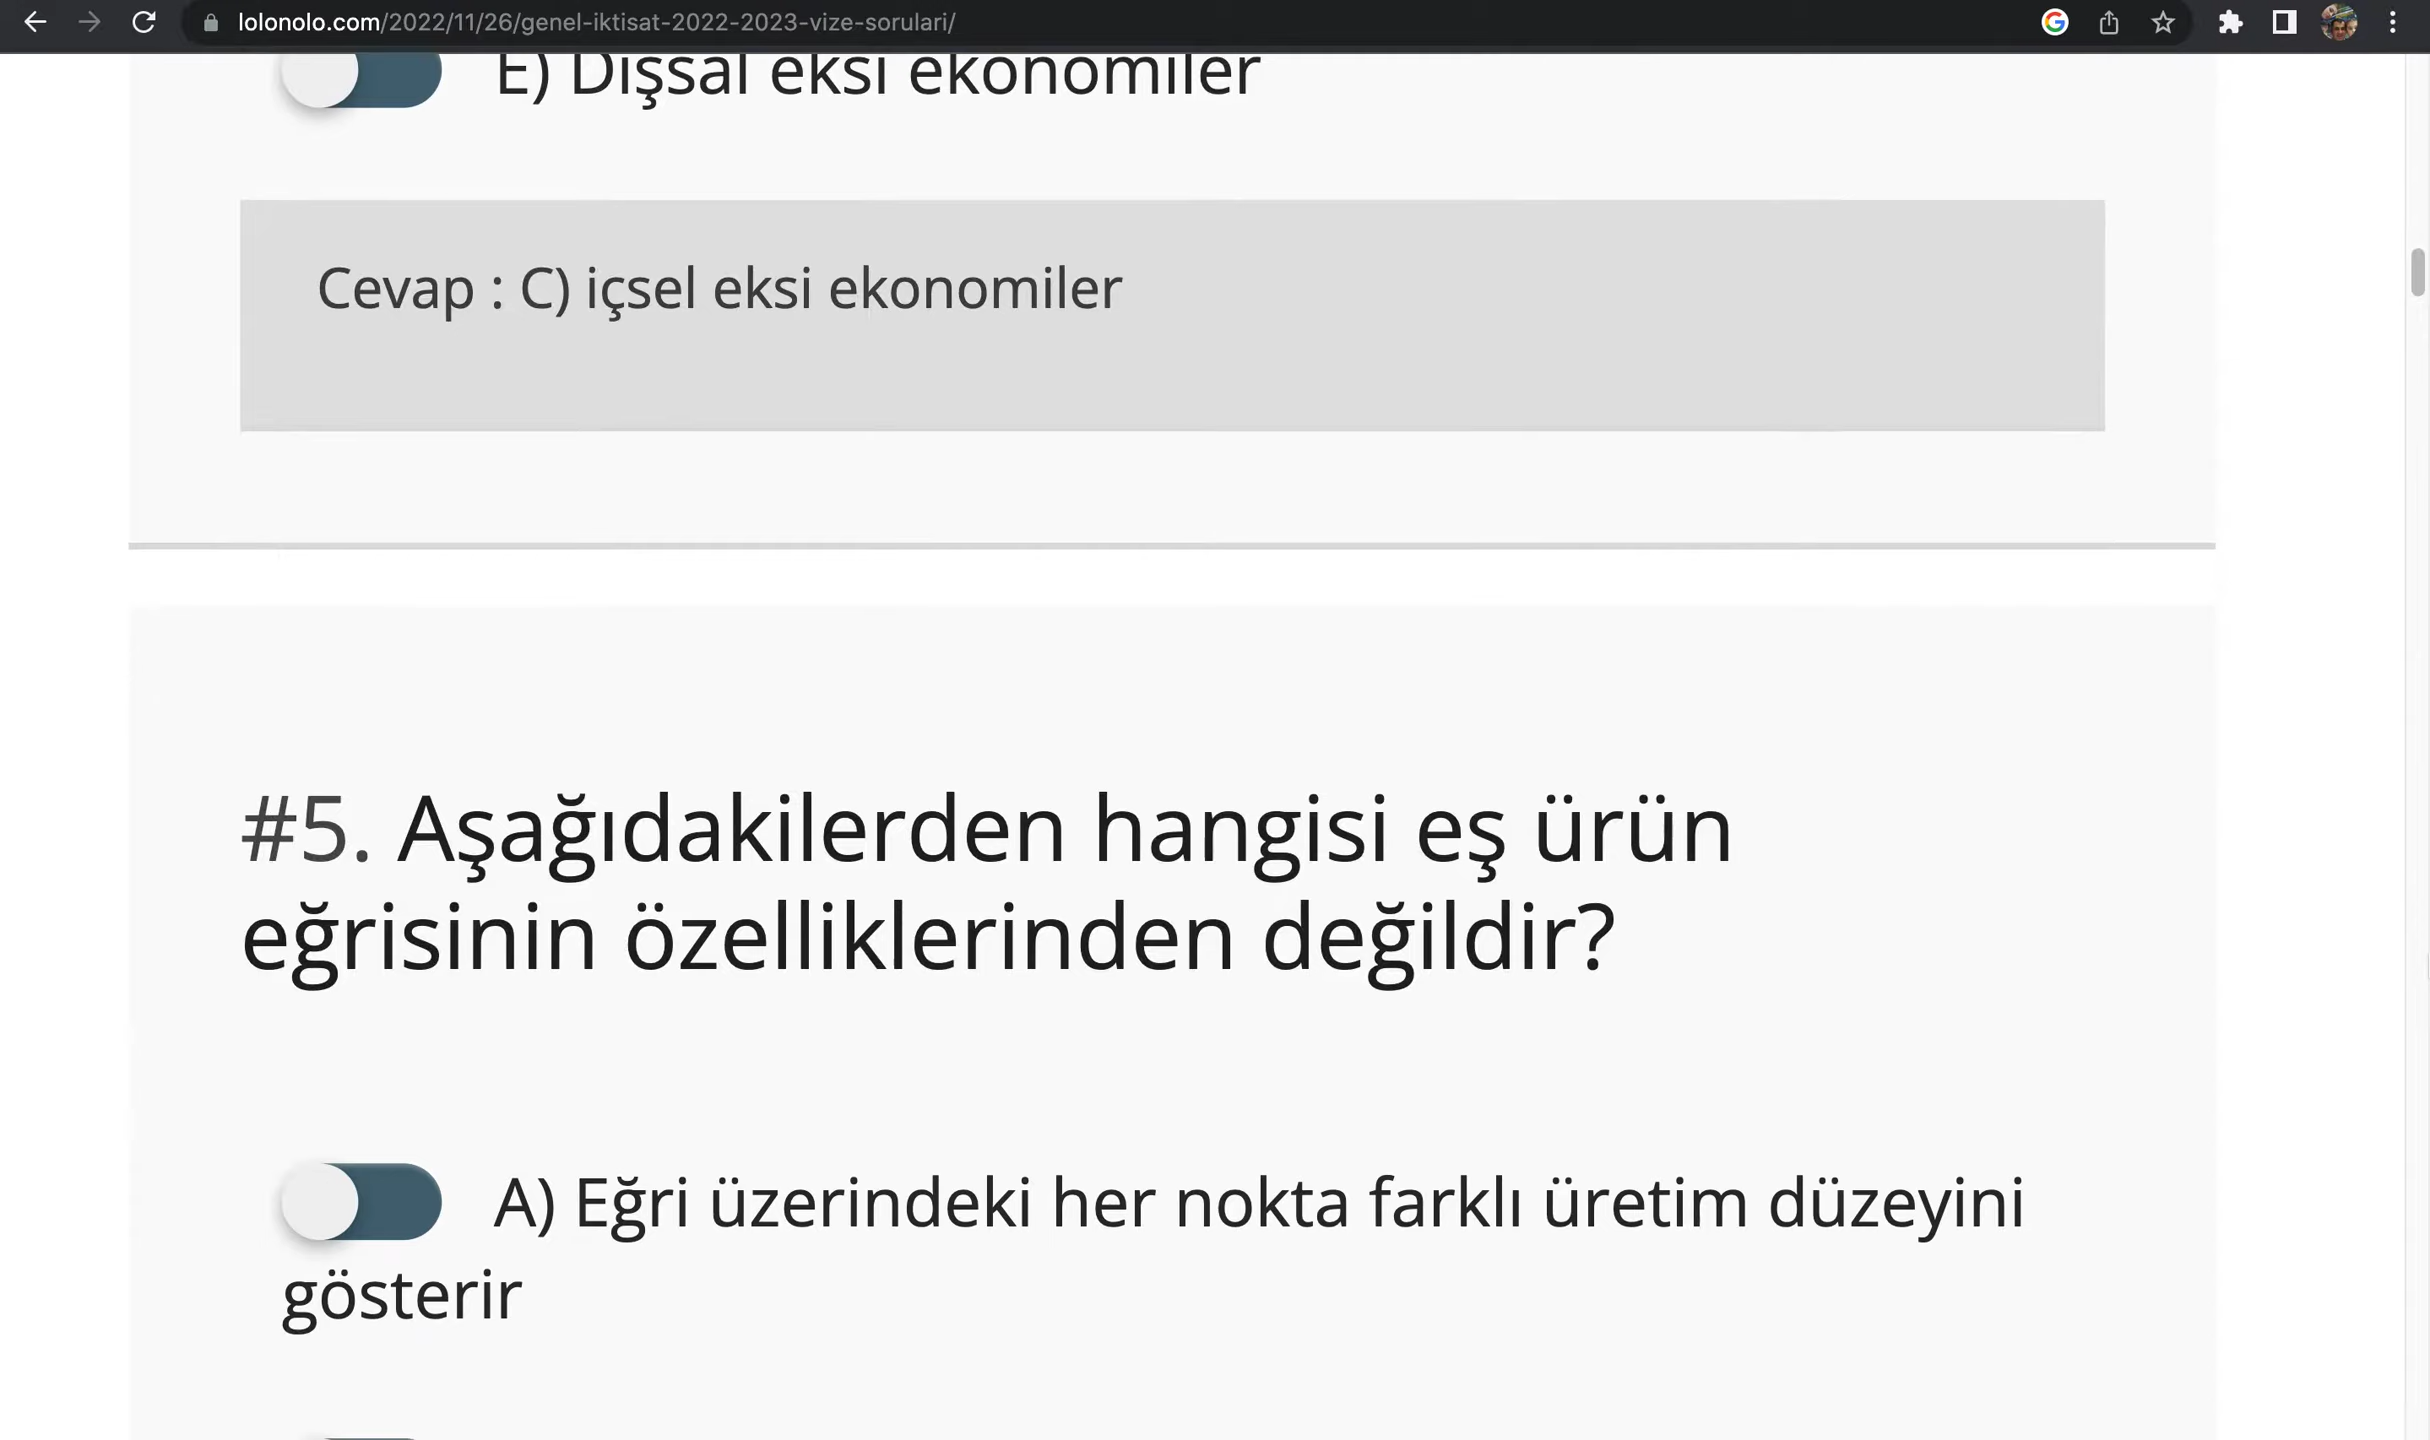 lolonolo.com/2022/11/26/genel-iktisat-2022-2023-vize-sorulari/
E) Dışsal eksi ekonomiler
Cevap : C) içsel eksi ekonomiler
#5. Aşağıdakilerden hangisi eş ürün
eğrisinin özelliklerinden değildir?
A) Eğri üzerindeki her nokta farklı üretim düzeyini
gösterir